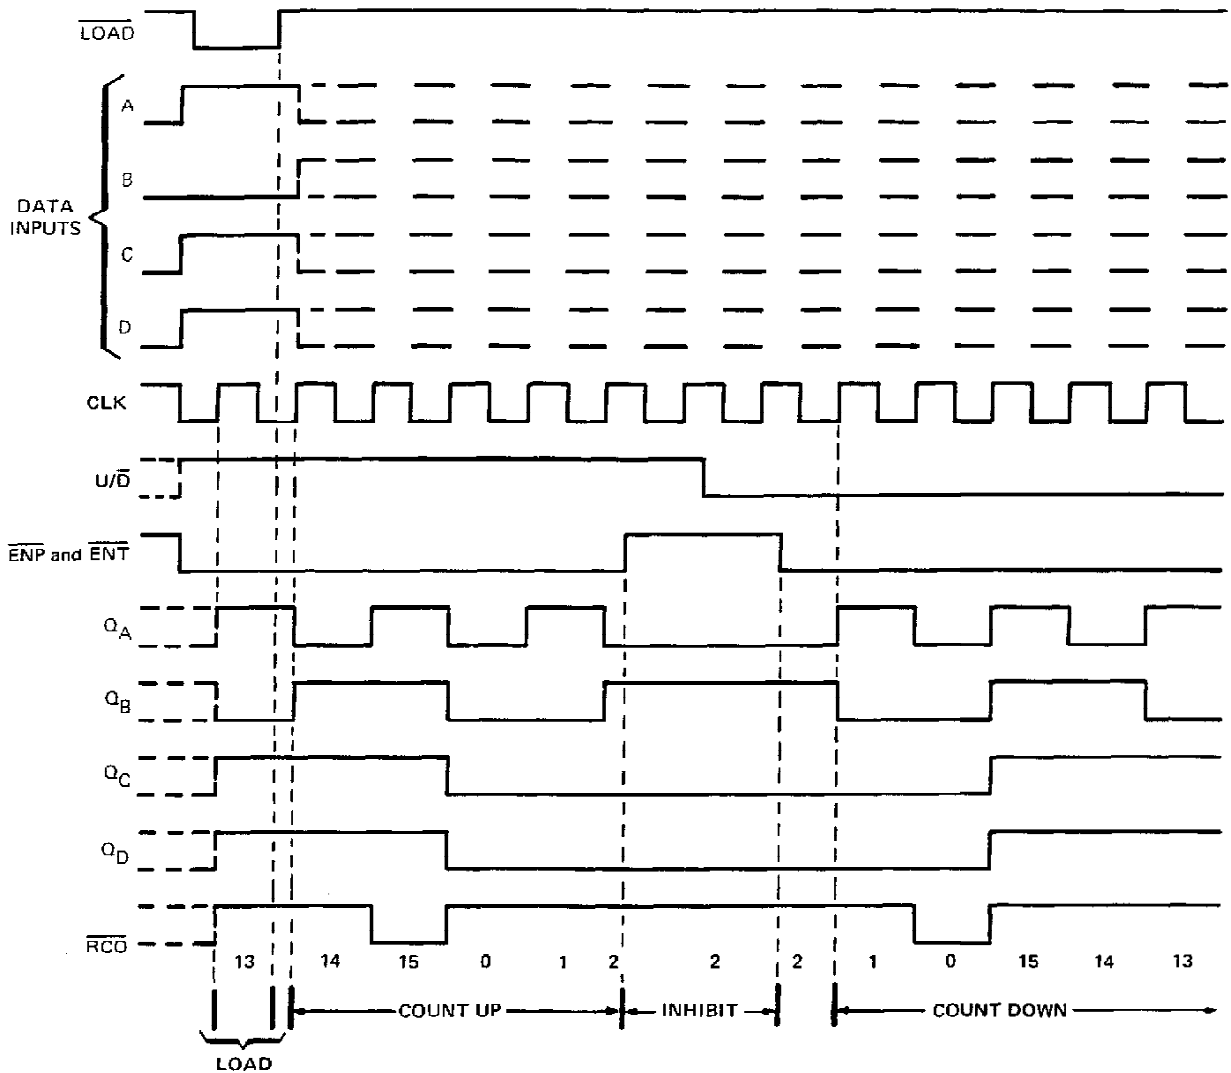 LOAD
A
B
DATA
INPUTS
C
D
CLK
U/D
ENP and ENT
QA
QB
QC
QD
RCO
13 14 15 0 1 2 2 2 1 0 15 14 13
COUNT UP INHIBIT COUNT DOWN
LOAD